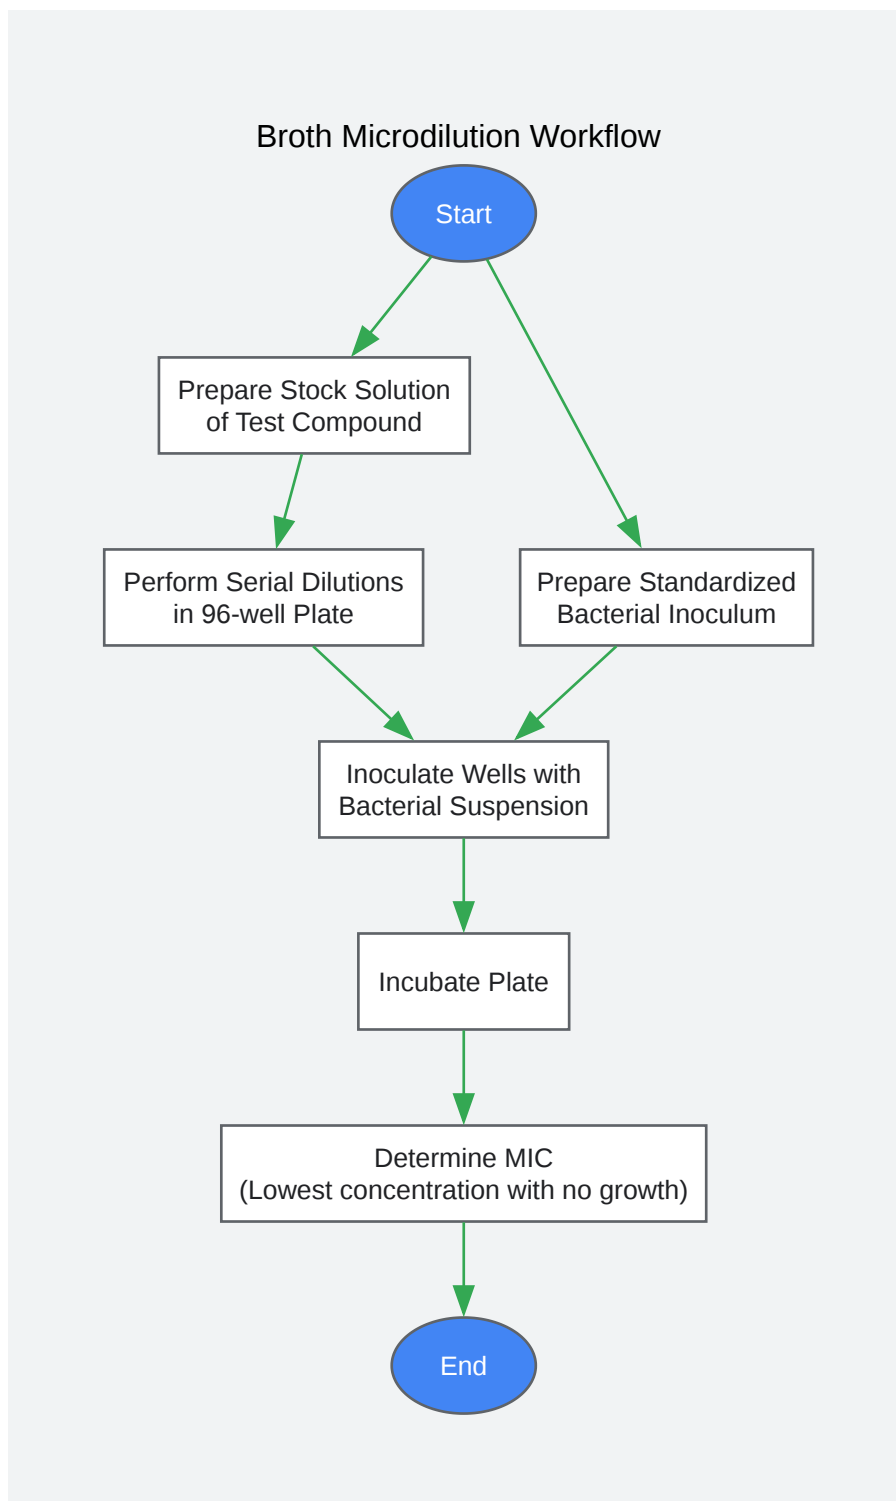 Broth Microdilution Workflow
Start
Prepare Stock Solution
of Test Compound
Perform Serial Dilutions
in 96-well Plate
Prepare Standardized
Bacterial Inoculum
Inoculate Wells with
Bacterial Suspension
Incubate Plate
Determine MIC
(Lowest concentration with no growth)
End